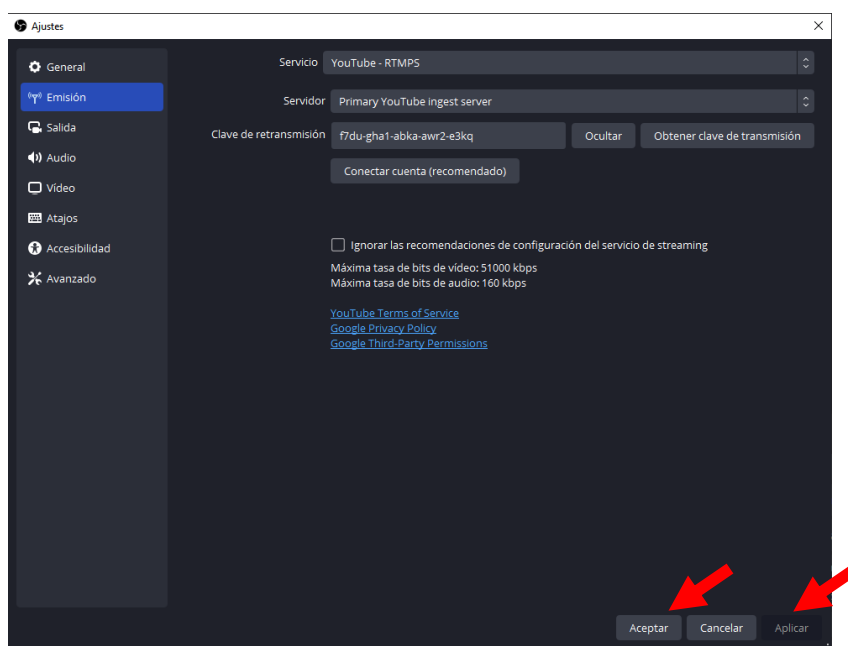 Ajustes
General
Emisión
Salida
Audio
Vídeo
Atajos
Accesibilidad
Avanzado
Servicio YouTube - RTMPS
Servidor Primary YouTube ingest server
Clave de retransmisión f7du-gha1-abka-awr2-e3kq Ocultar Obtener clave de transmisión
Conectar cuenta (recomendado)
Ignorar las recomendaciones de configuración del servicio de streaming
Máxima tasa de bits de vídeo: 51000 kbps
Máxima tasa de bits de audio: 160 kbps
YouTube Terms of Service
Google Privacy Policy
Google Third-Party Permissions
Aceptar Cancelar Aplicar